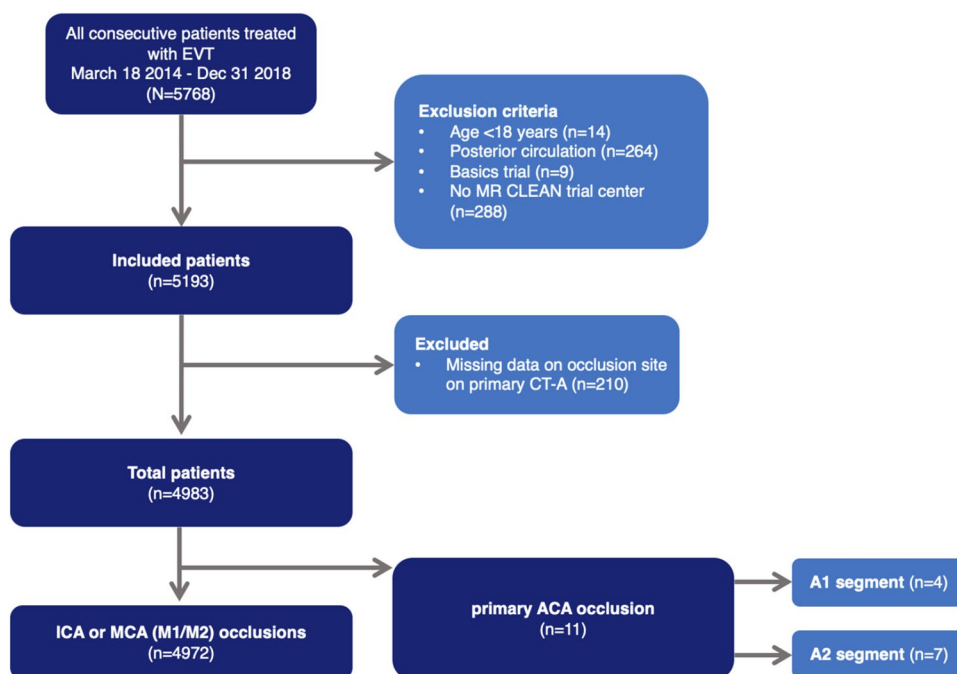 All consecutive patients treated
with EVT
March 18 2014 - Dec 31 2018
(N=5768)
Exclusion criteria
• Age <18 years (n=14)
• Posterior circulation (n=264)
• Basics trial (n=9)
• No MR CLEAN trial center
(n=288)
Included patients
(n=5193)
Excluded
• Missing data on occlusion site
on primary CT-A (n=210)
Total patients
(n=4983)
ICA or MCA (M1/M2) occlusions
(n=4972)
primary ACA occlusion
(n=11)
A1 segment (n=4)
A2 segment (n=7)